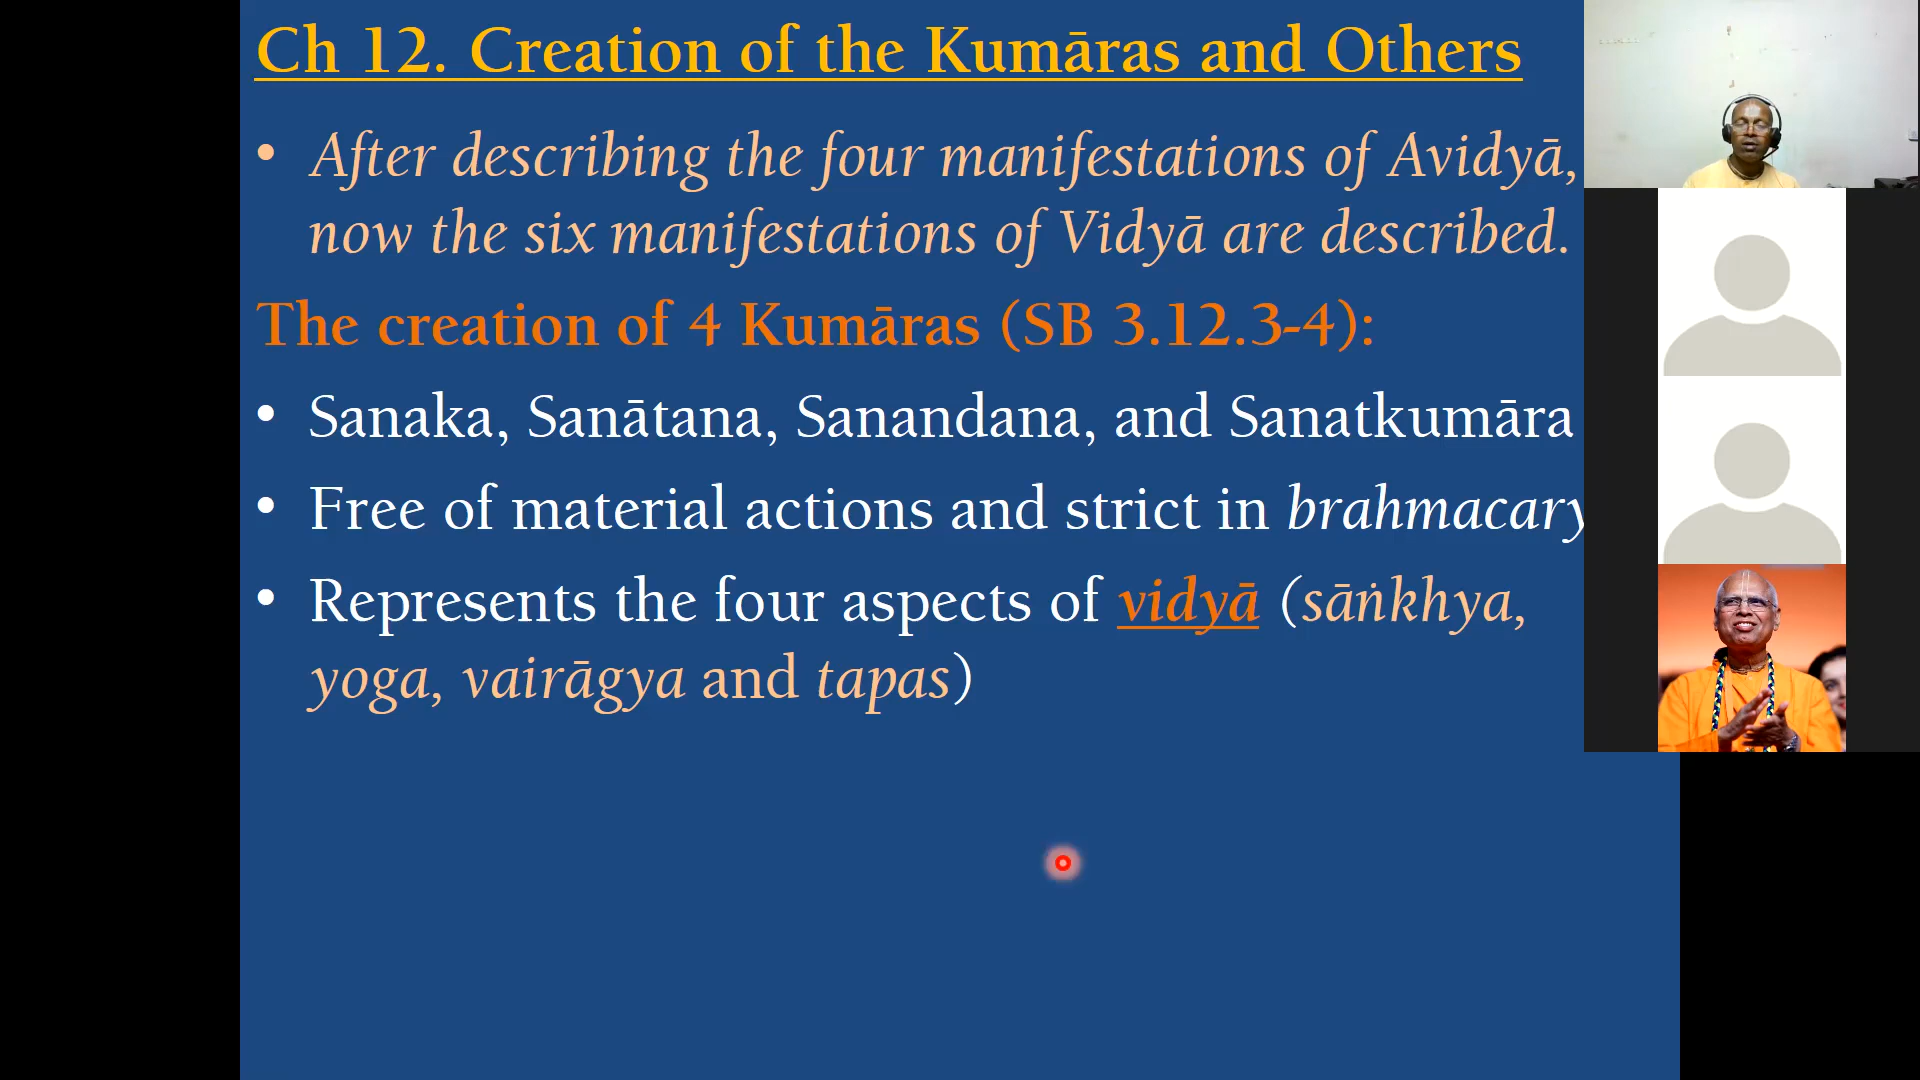 Ch 12. Creation of the Kumāras and Others
• After describing the four manifestations of Avidyā,
now the six manifestations of Vidyā are described.
The creation of 4 Kumāras (SB 3.12.3-4):
• Sanaka, Sanātana, Sanandana, and Sanatkumāra
• Free of material actions and strict in brahmacary
• Represents the four aspects of vidyā (sāṅkhya,
yoga, vairāgya and tapas)